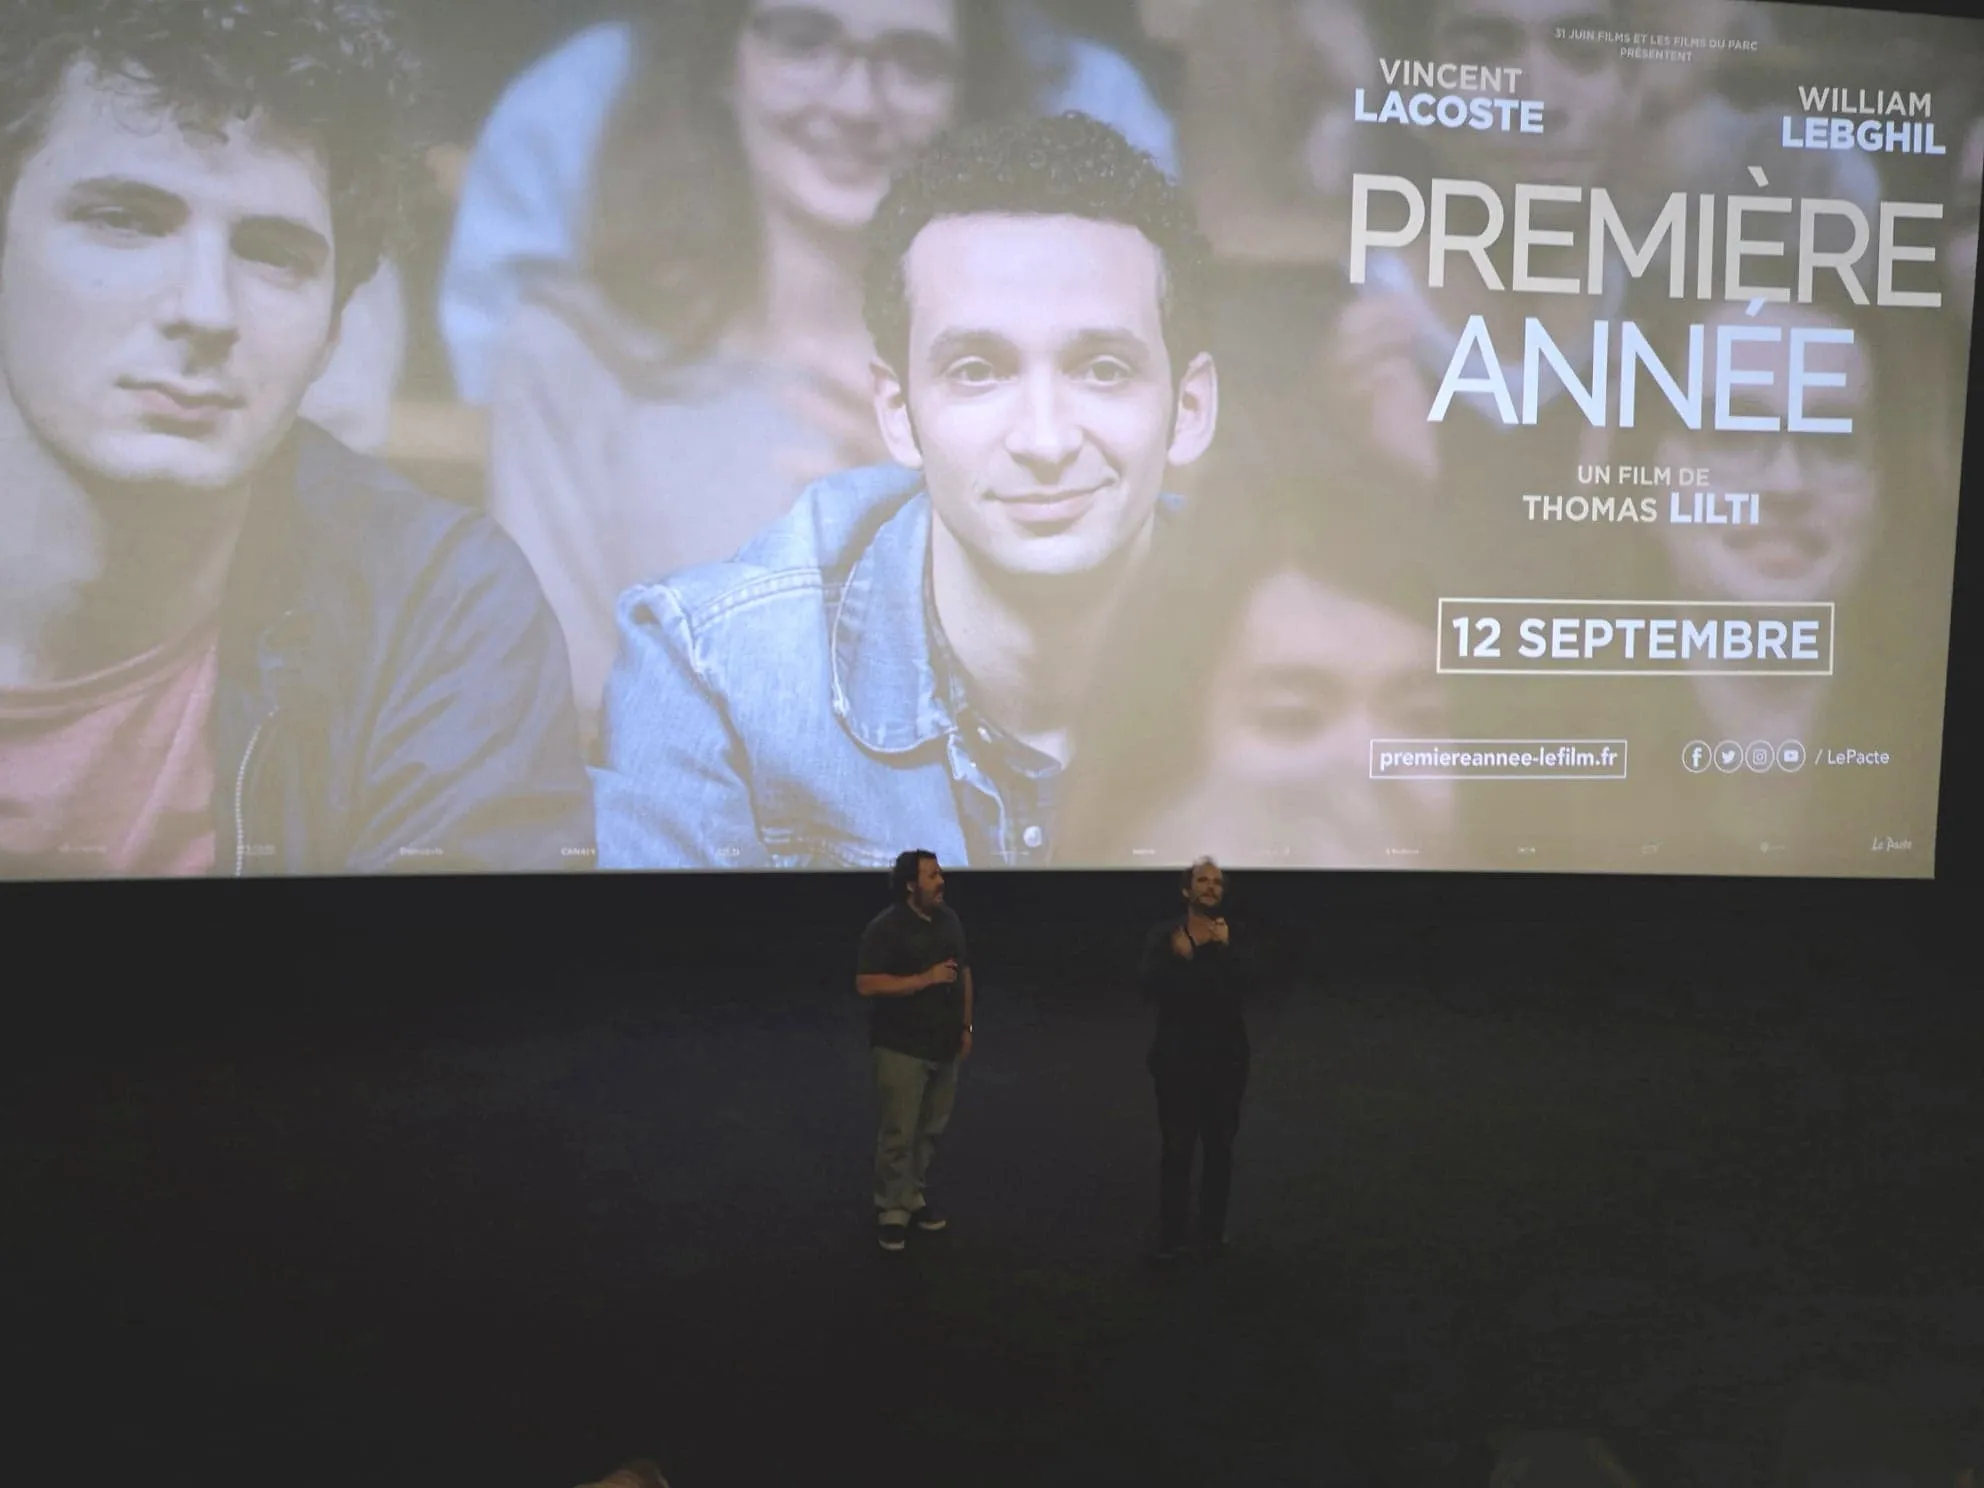 31 JUIN FILMS ET LES FILMS DU PARC
PRÉSENTENT
VINCENT
LACOSTE
WILLIAM
LEBGHIL
PREMIÈRE
ANNÉE
UN FILM DE
THOMAS LILTI
12 SEPTEMBRE
premiereannee-lefilm.fr
/ LePacte
CANAL+
Le Pacte